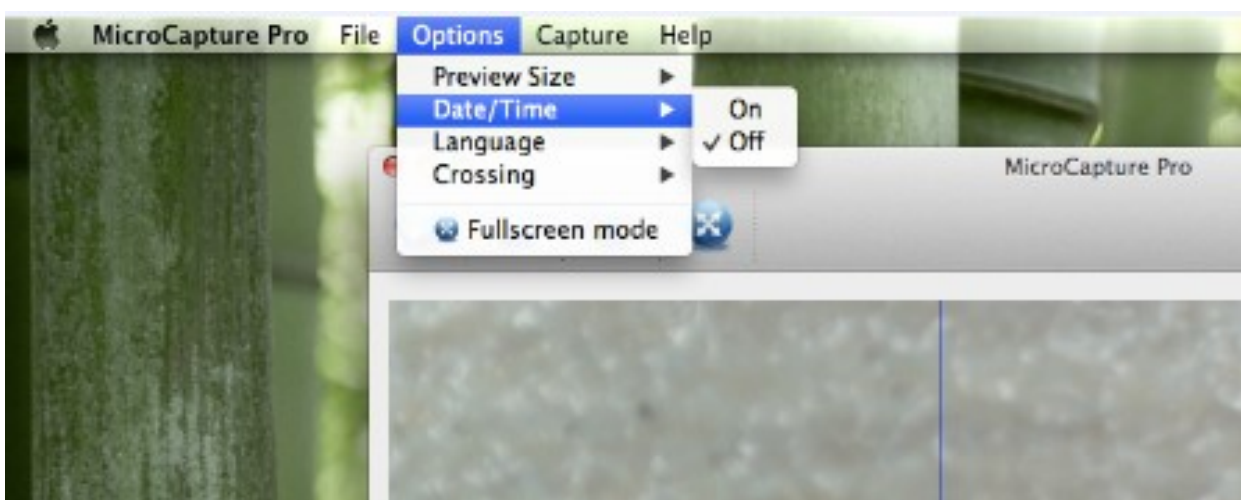 MicroCapture Pro File Options Capture Help
Preview Size
Date/Time On
Language ✓ Off
Crossing
Fullscreen mode
MicroCapture Pro